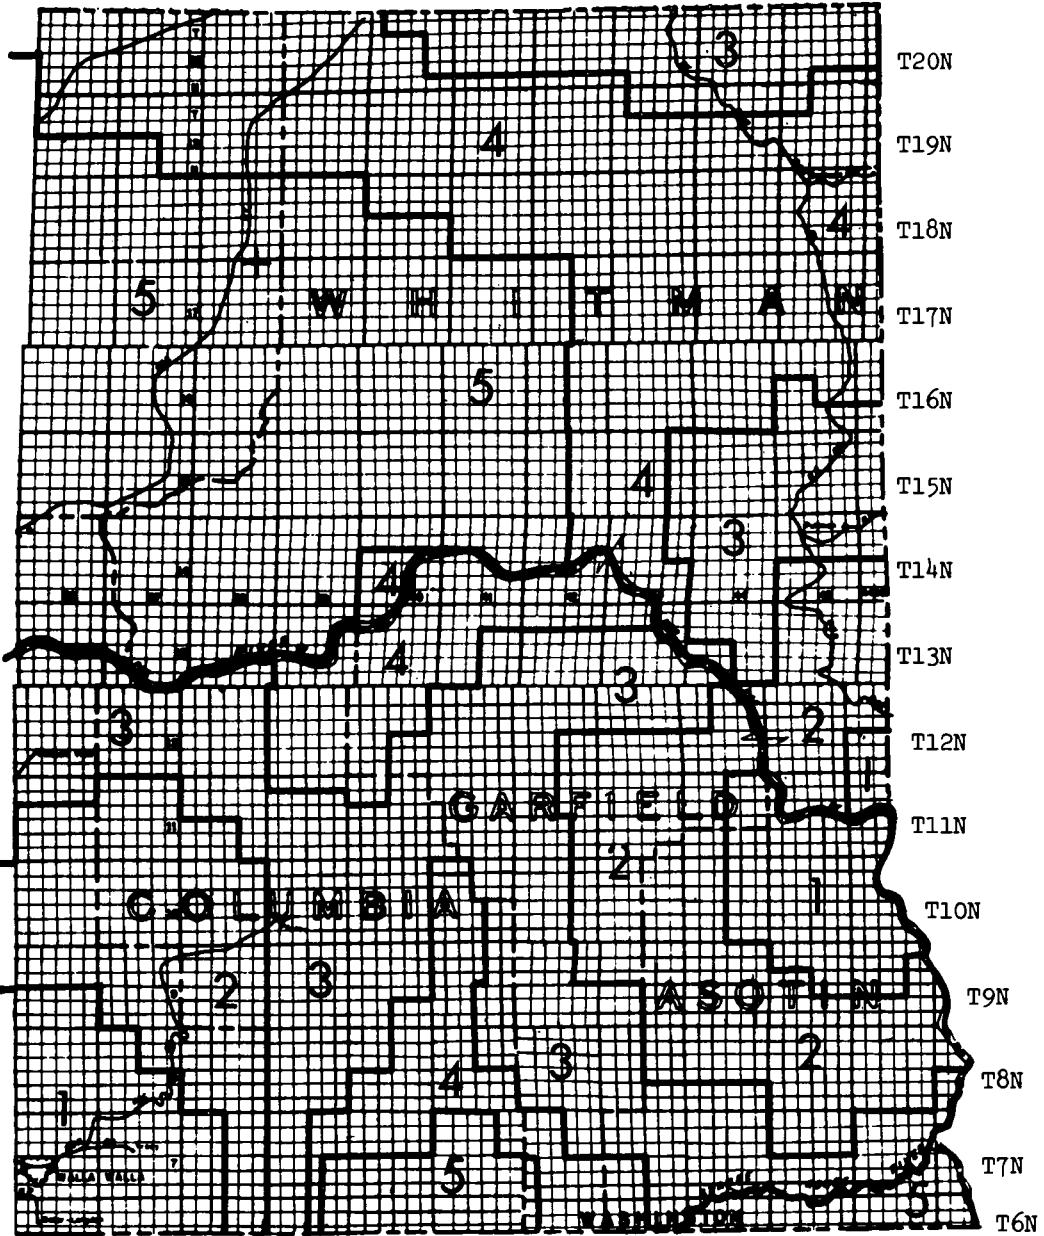 3
T20N
4
T19N
4
T18N
5
W H I T M A N
T17N
5
T16N
4
T15N
3
T14N
4
4
T13N
3
3
2
T12N
1
GARFIELD
T11N
2
COLUMBIA
1
T10N
2
3
ASOTIN
T9N
3
2
4
T8N
1
WALLA WALLA
5
T7N
5
WASHINGTON
T6N